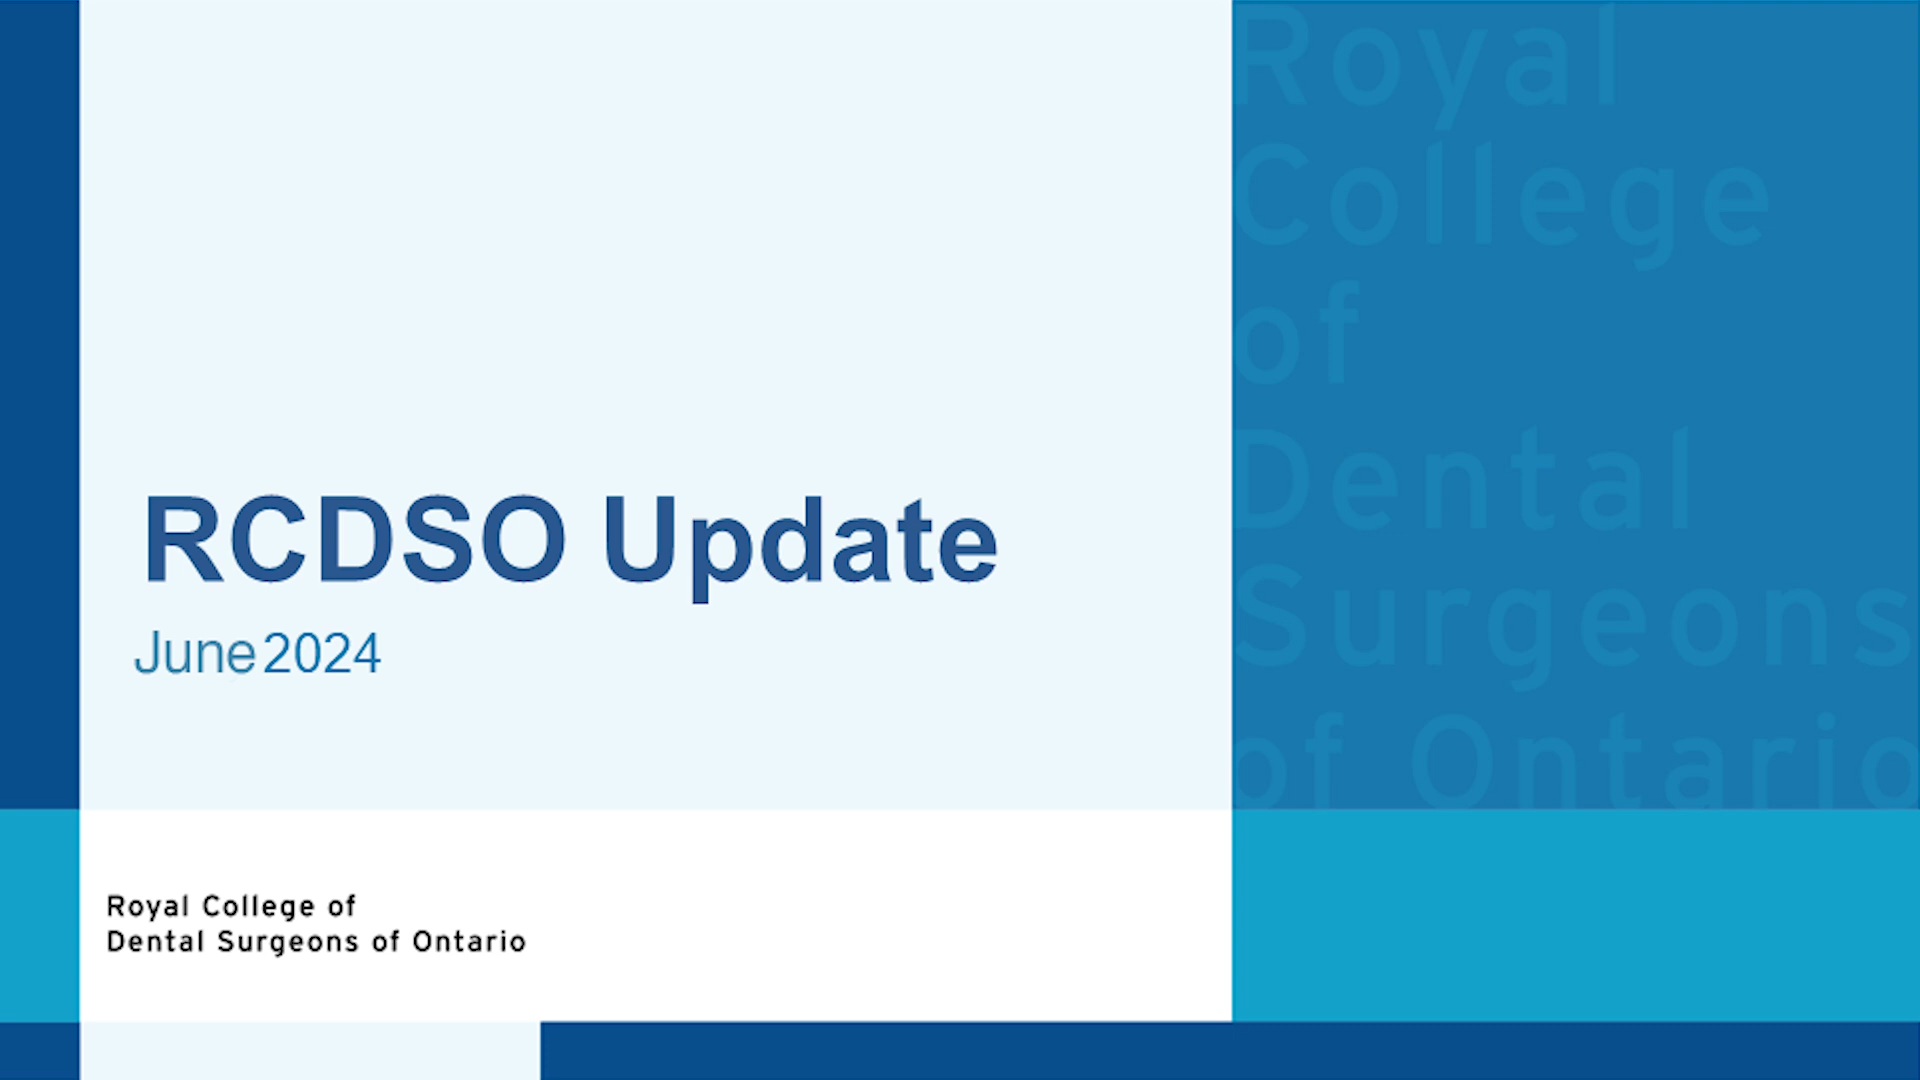 RCDSO Update
June 2024
Royal College of
Dental Surgeons of Ontario
Royal
College
of
Dental
Surgeons
of Ontario